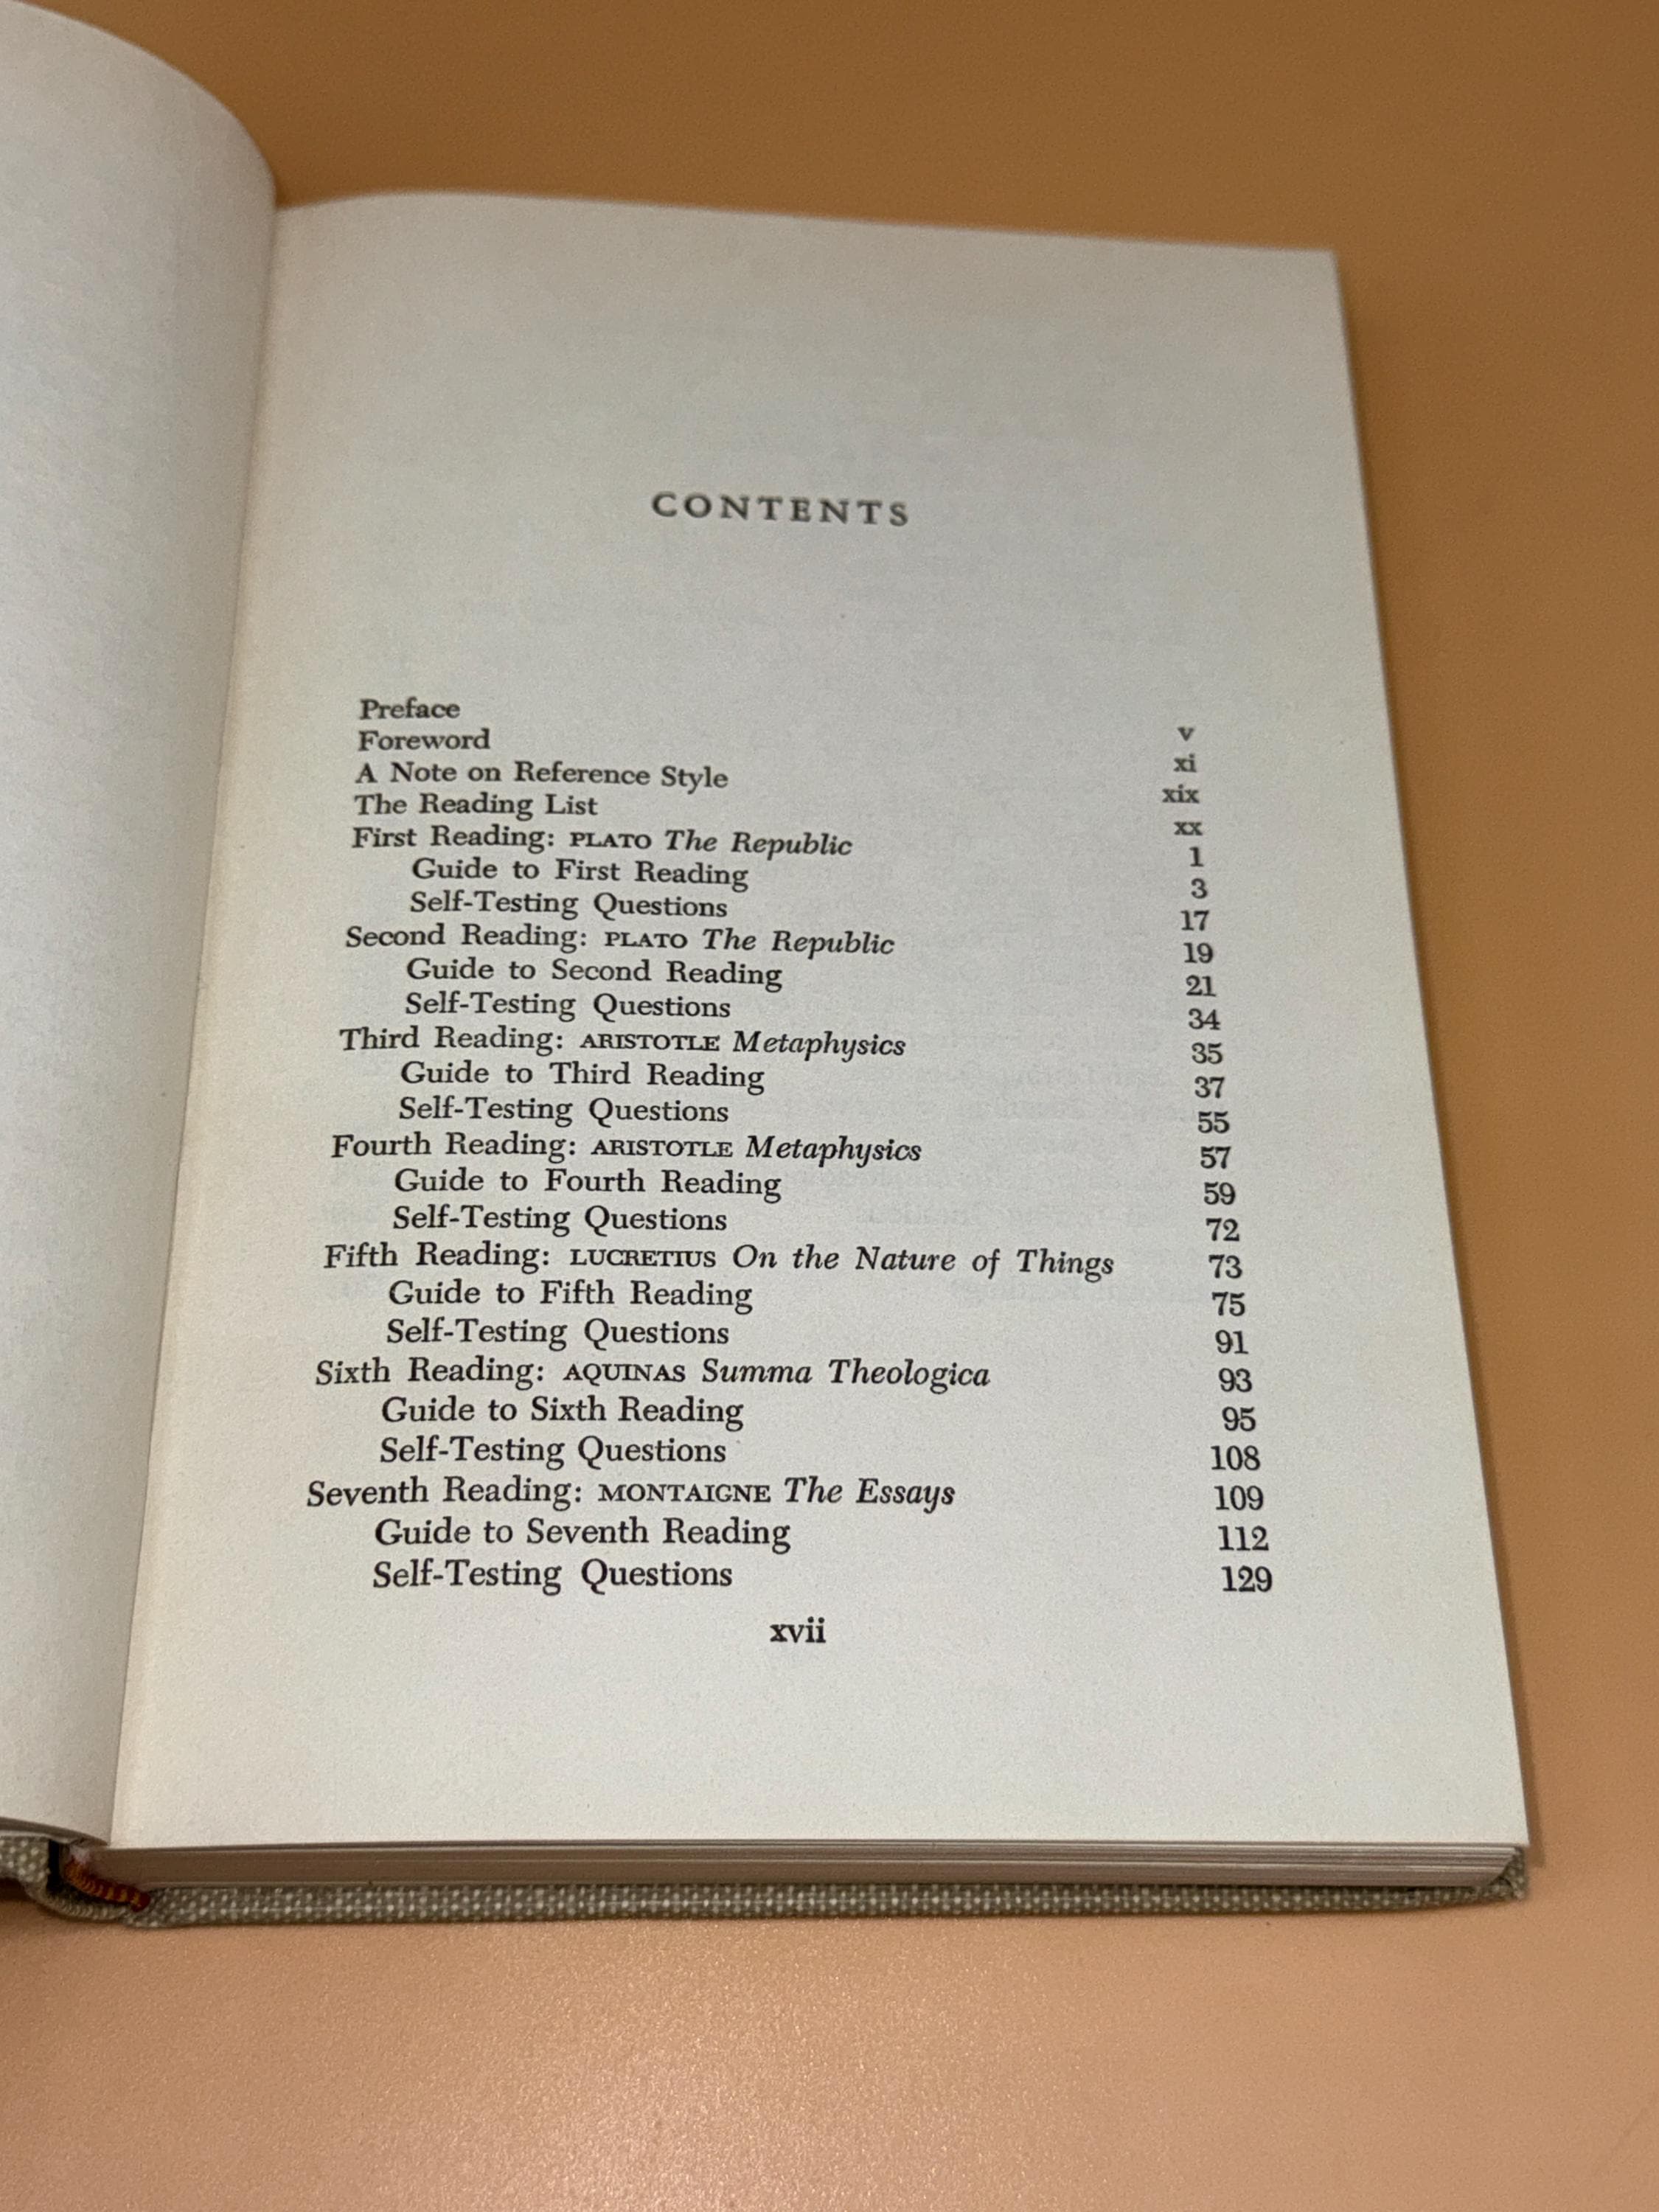 CONTENTS
Preface v
Foreword xi
A Note on Reference Style xix
The Reading List xx
First Reading: PLATO The Republic 1
Guide to First Reading 3
Self-Testing Questions 17
Second Reading: PLATO The Republic 19
Guide to Second Reading 21
Self-Testing Questions 34
Third Reading: ARISTOTLE Metaphysics 35
Guide to Third Reading 37
Self-Testing Questions 55
Fourth Reading: ARISTOTLE Metaphysics 57
Guide to Fourth Reading 59
Self-Testing Questions 72
Fifth Reading: LUCRETIUS On the Nature of Things 73
Guide to Fifth Reading 75
Self-Testing Questions 91
Sixth Reading: AQUINAS Summa Theologica 93
Guide to Sixth Reading 95
Self-Testing Questions 108
Seventh Reading: MONTAIGNE The Essays 109
Guide to Seventh Reading 112
Self-Testing Questions 129
xvii